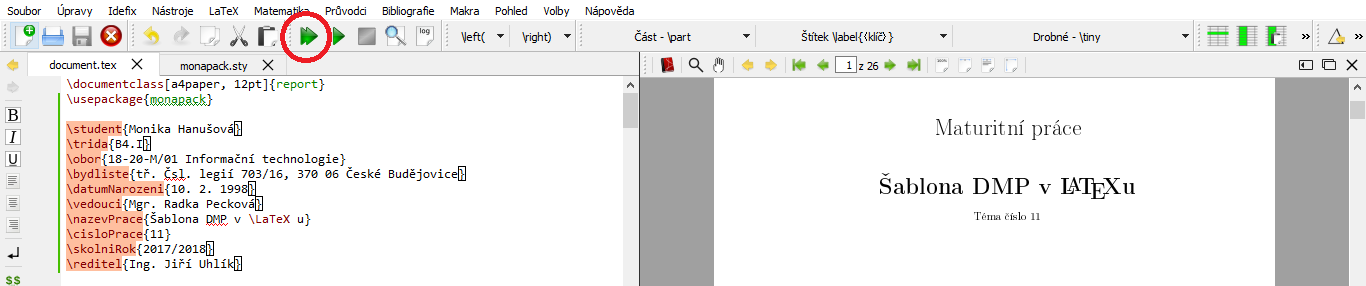 Soubor Úpravy Idefix Nástroje LaTeX Matematika Průvodci Bibliografie Makra Pohled Volby Nápověda
log \left( \right) Část - \part Štítek \label{⟨klíč⟩} Drobné - \tiny » »
document.tex monapack.sty 1 z 26
\documentclass[a4paper, 12pt]{report}
\usepackage{monapack}
\student{Monika Hanušová}
\trida{B4.I}
\obor{18-20-M/01 Informační technologie}
\bydliste{tř. Čsl. legií 703/16, 370 06 České Budějovice}
\datumNarozeni{10. 2. 1998}
\vedouci{Mgr. Radka Pecková}
\nazevPrace{Šablona DMP v \LaTeX u}
\cisloPrace{11}
\skolniRok{2017/2018}
\reditel{Ing. Jiří Uhlík}
B
I
U
$$
Maturitní práce
Šablona DMP v LATEXu
Téma číslo 11